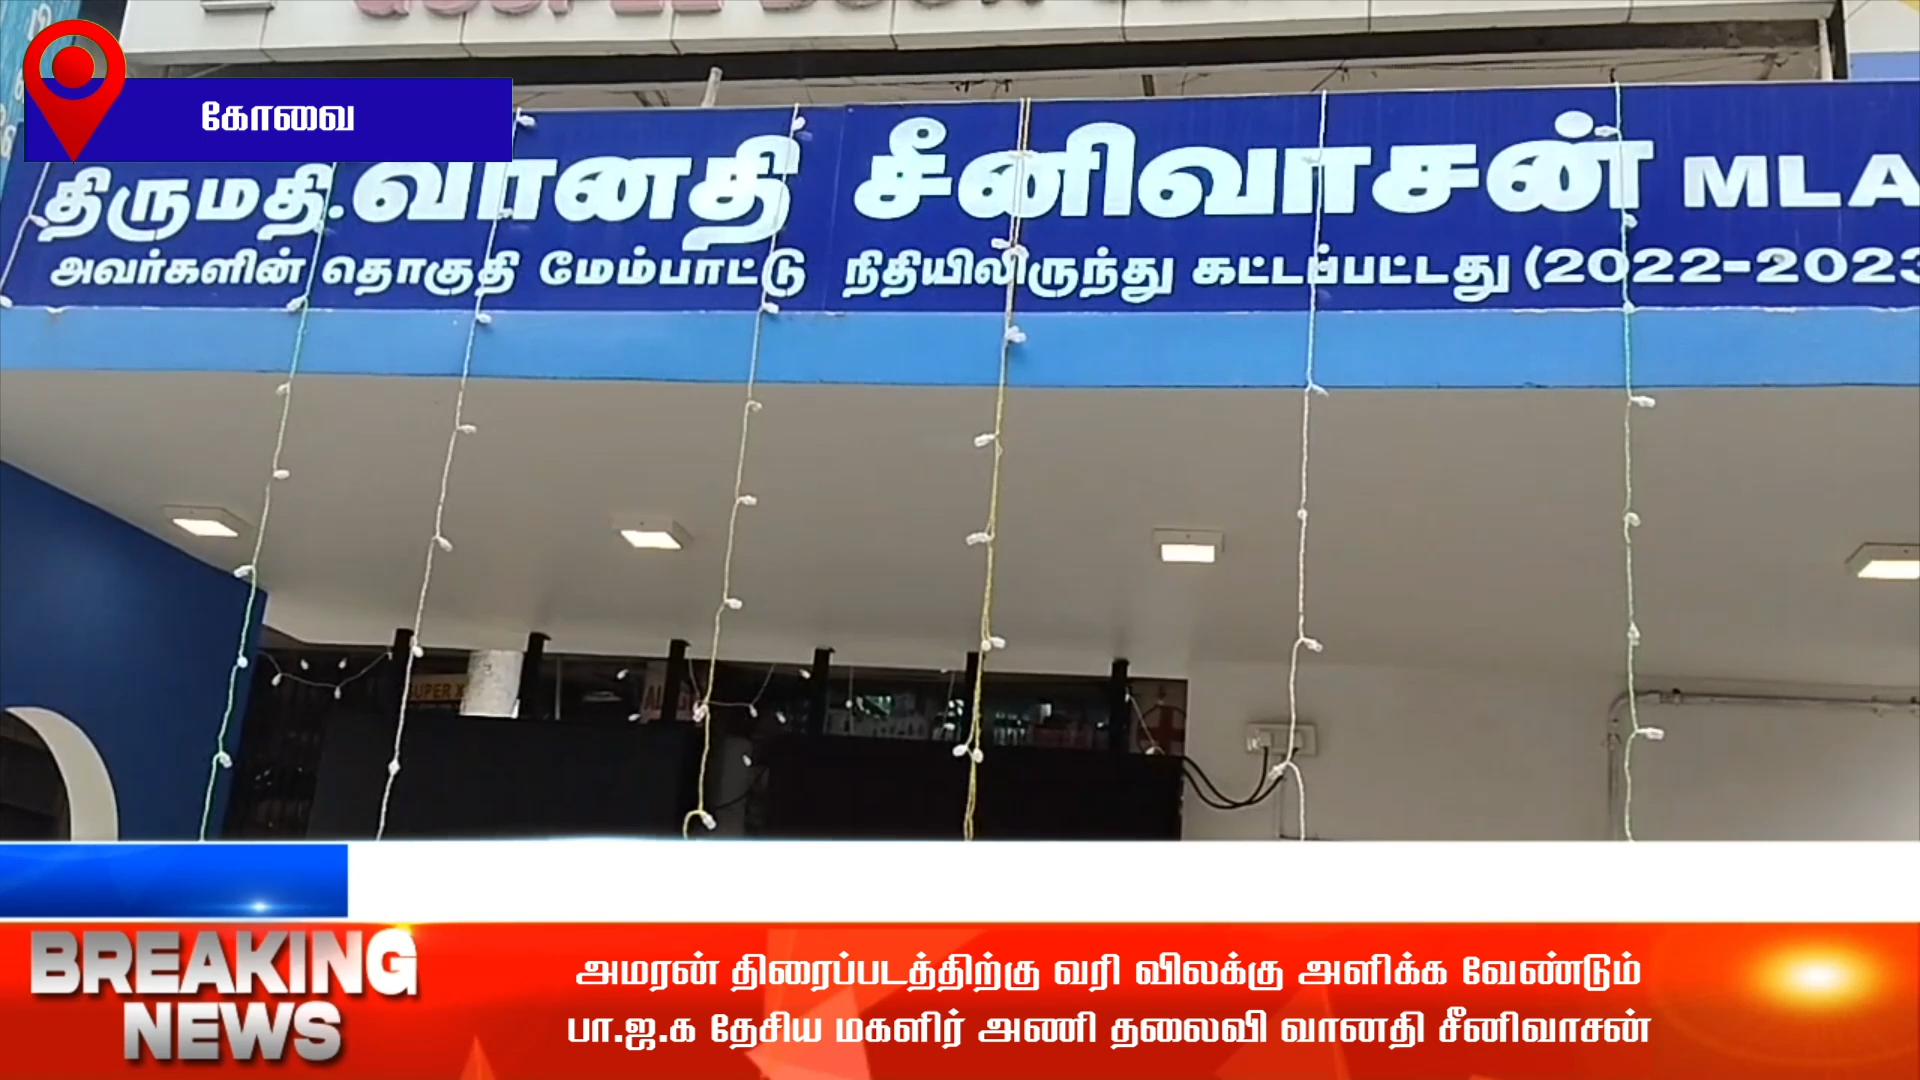 கோவை
திருமதி.வானதி சீனிவாசன் MLA
அவர்களின் தொகுதி மேம்பாட்டு நிதியிலிருந்து கட்டப்பட்டது (2022-2023
SUPER X
BREAKING
NEWS
அமரன் திரைப்படத்திற்கு வரி விலக்கு அளிக்க வேண்டும்
பா.ஜ.க தேசிய மகளிர் அணி தலைவி வானதி சீனிவாசன்